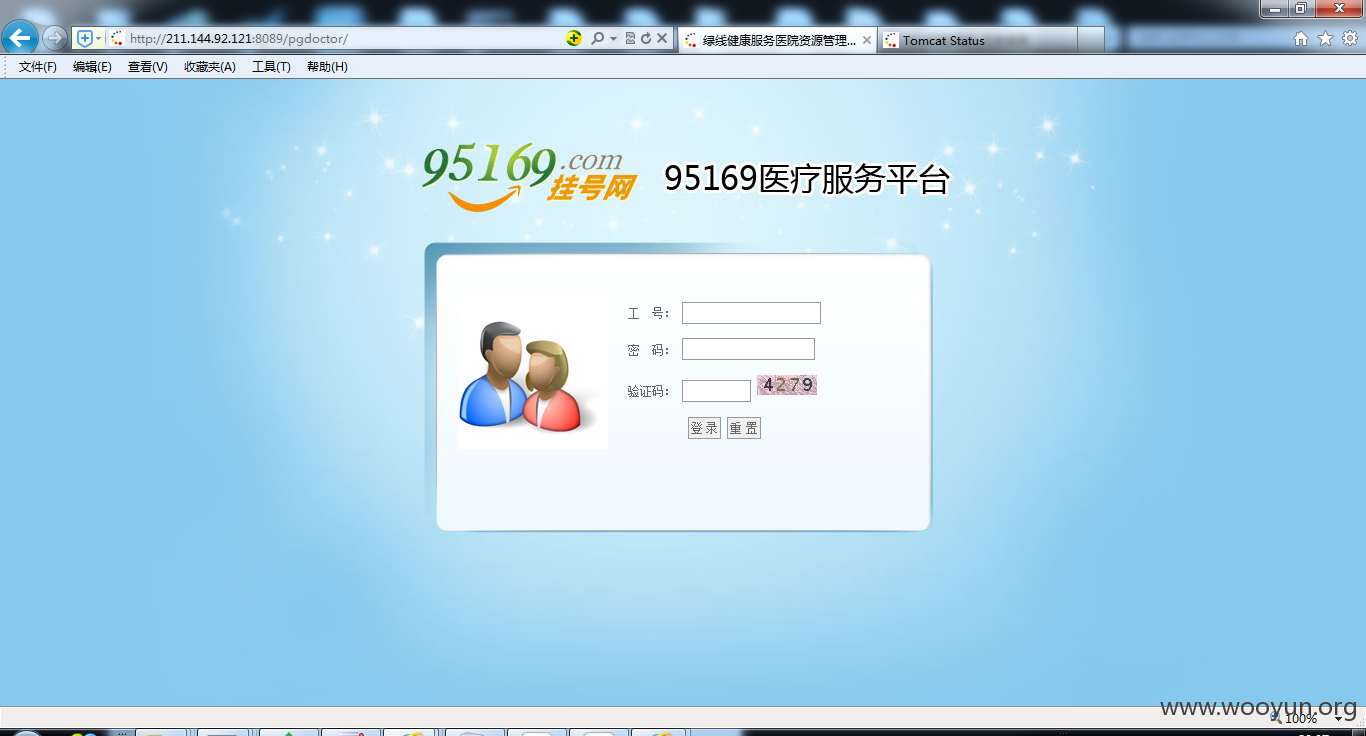 http://211.144.92.121:8089/pgdoctor/
绿线健康服务医院资源管理...
Tomcat Status
文件(F) 编辑(E) 查看(V) 收藏夹(A) 工具(T) 帮助(H)
95169.com
挂号网
95169医疗服务平台
工 号：
密 码：
验证码：
4279
登 录 重 置
www.wooyun.org
100%